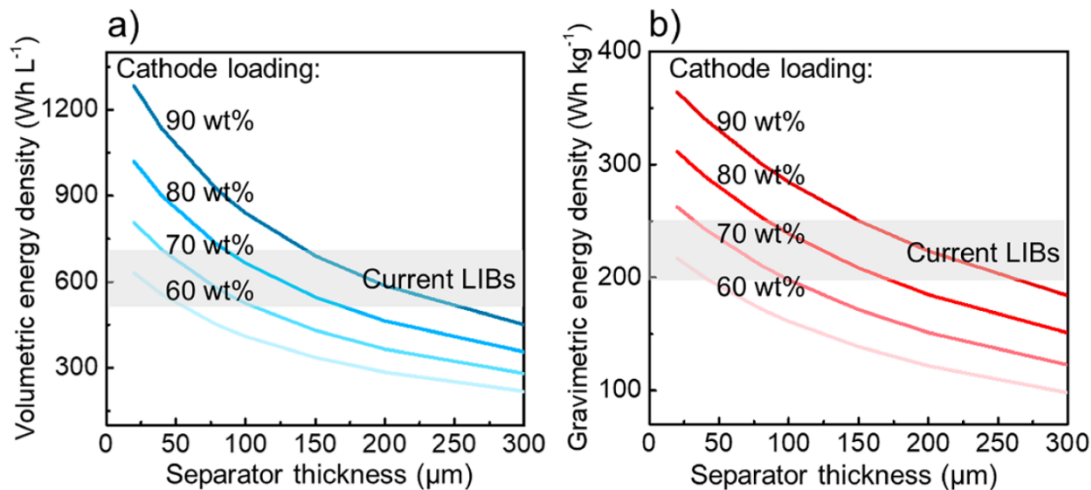 a)
Volumetric energy density (Wh L⁻¹)
1200
900
600
300
Cathode loading:
90 wt%
80 wt%
70 wt%
60 wt%
Current LIBs
0 50 100 150 200 250 300
Separator thickness (µm)
b)
Gravimetric energy density (Wh kg⁻¹)
400
300
200
100
Cathode loading:
90 wt%
80 wt%
70 wt%
60 wt%
Current LIBs
0 50 100 150 200 250 300
Separator thickness (µm)